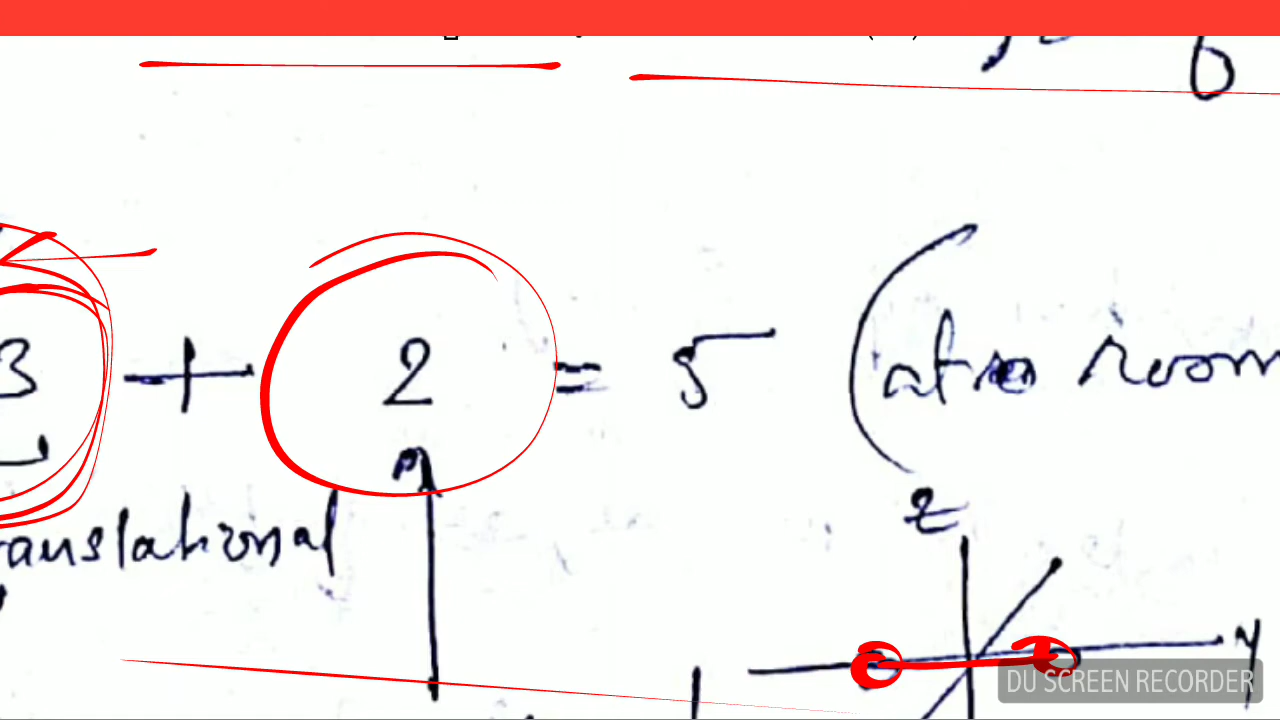 3 + 2 = 5 (at room
Z
ranslational
y
DU SCREEN RECORDER